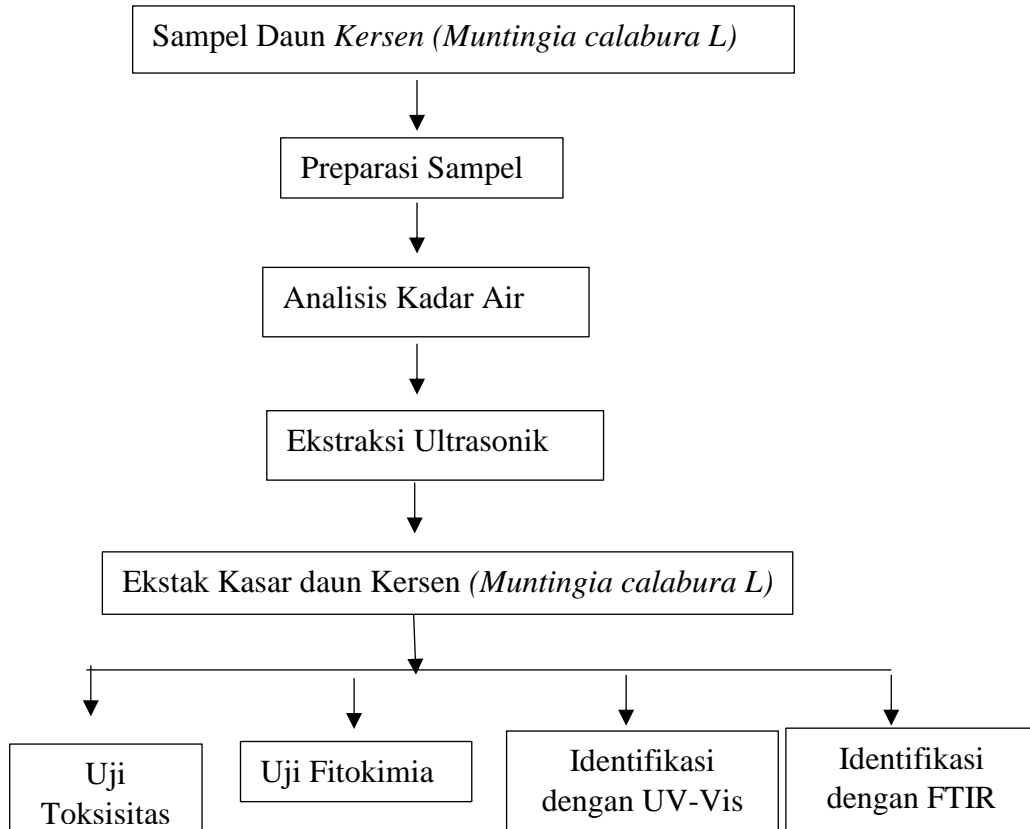 Sampel Daun Kersen (Muntingia calabura L)
Preparasi Sampel
Analisis Kadar Air
Ekstraksi Ultrasonik
Ekstak Kasar daun Kersen (Muntingia calabura L)
Uji
Toksisitas
Uji Fitokimia
Identifikasi
dengan UV-Vis
Identifikasi
dengan FTIR